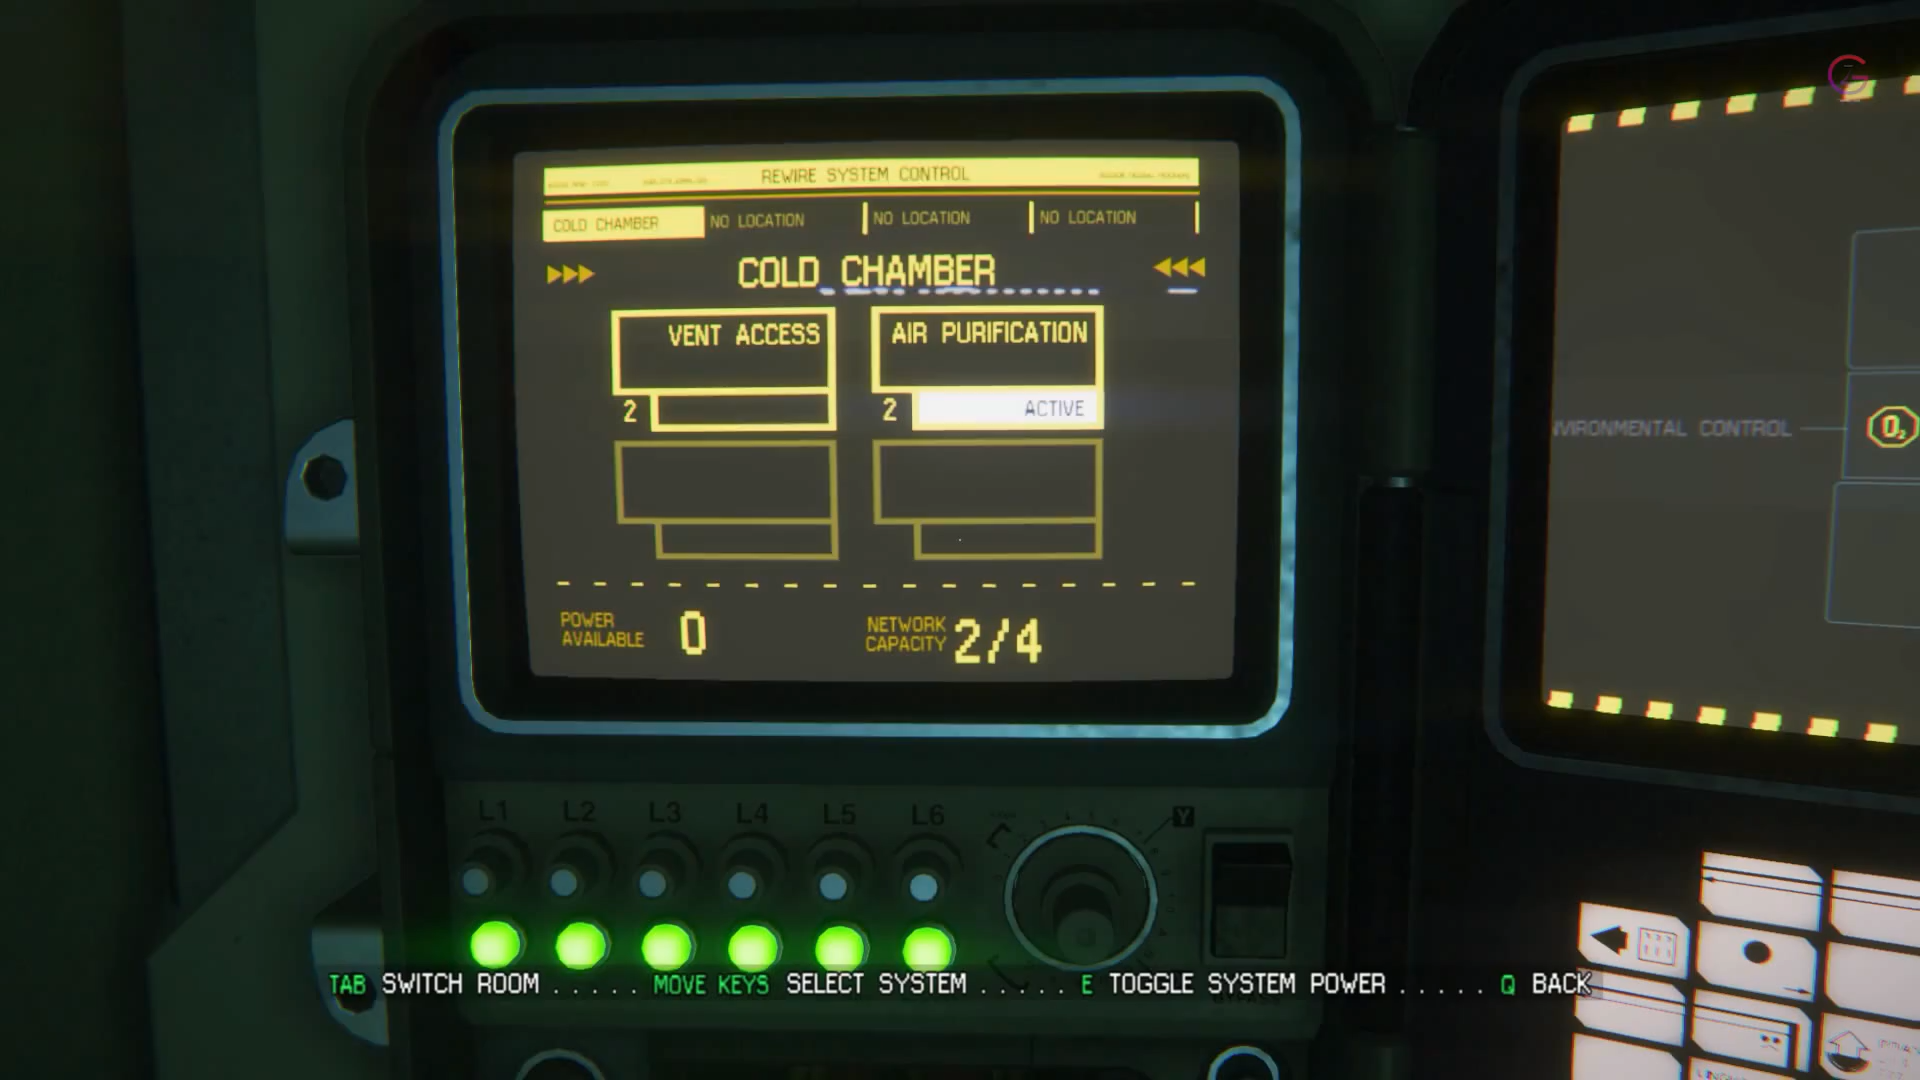 REWIRE SYSTEM CONTROL
COLD CHAMBER
NO LOCATION
NO LOCATION
NO LOCATION
COLD CHAMBER
VENT ACCESS
AIR PURIFICATION
2
2
ACTIVE
POWER
AVAILABLE
0
NETWORK
CAPACITY
2/4
NVIRONMENTAL CONTROL
O₂
L1 L2 L3 L4 L5 L6
Y
TAB SWITCH ROOM ..... MOVE KEYS SELECT SYSTEM ..... E TOGGLE SYSTEM POWER ..... Q BACK